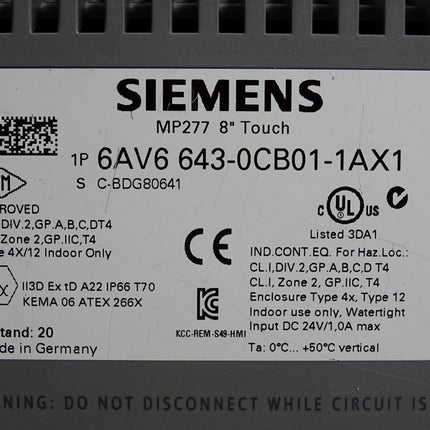 SIEMENS
MP277 8" Touch
1P 6AV6 643-0CB01-1AX1
S C-BDG80641
M
ROVED
DIV.2,GP.A,B,C,DT4
Zone 2,GP.IIC,T4
4X/12 Indoor Only
CE
C UL US
Listed 3DA1
IND.CONT.EQ. For Haz.Loc.:
CL.I,DIV.2,GP.A,B,C,D T4
CL.I, Zone 2, GP.IIC, T4
Enclosure Type 4x, Type 12
Indoor use only, Watertight
Input DC 24V/1,0A max
Ta: 0°C... +50°C vertical
II3D Ex tD A22 IP66 T70
KEMA 06 ATEX 266X
KCC-REM-S49-HMI
tand: 20
de in Germany
NING: DO NOT DISCONNECT WHILE CIRCUIT IS